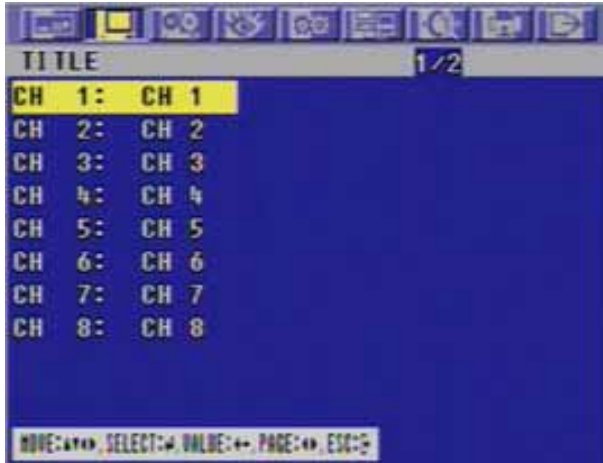 TITLE 1/2
CH 1: CH 1
CH 2: CH 2
CH 3: CH 3
CH 4: CH 4
CH 5: CH 5
CH 6: CH 6
CH 7: CH 7
CH 8: CH 8
MOVE:▲▼◀▶, SELECT:↵, VALUE:←→, PAGE:◀▶, ESC: